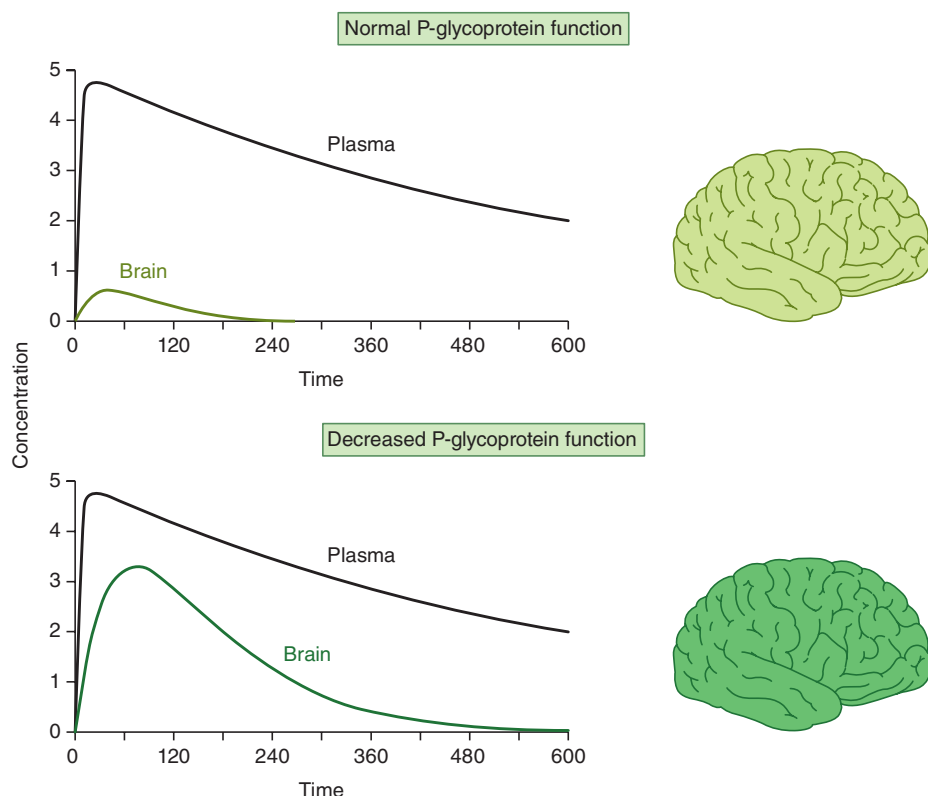 Normal P-glycoprotein function
5
4
3
2
1
0
Plasma
Brain
0 120 240 360 480 600
Time
Concentration
Decreased P-glycoprotein function
5
4
3
2
1
0
Plasma
Brain
0 120 240 360 480 600
Time